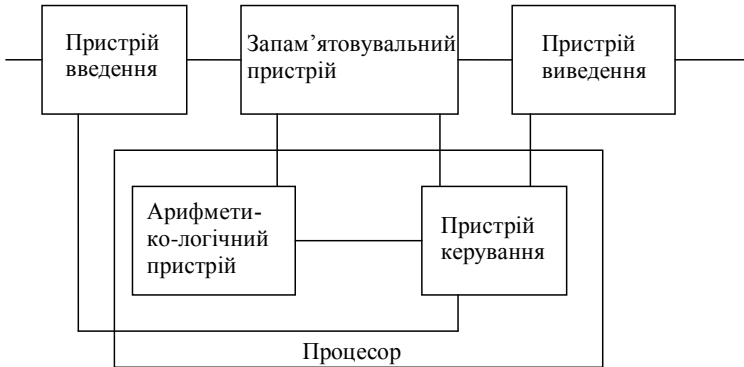 Пристрій
введення
Запам’ятовувальний
пристрій
Пристрій
виведення
Арифмети-
ко-логічний
пристрій
Пристрій
керування
Процесор